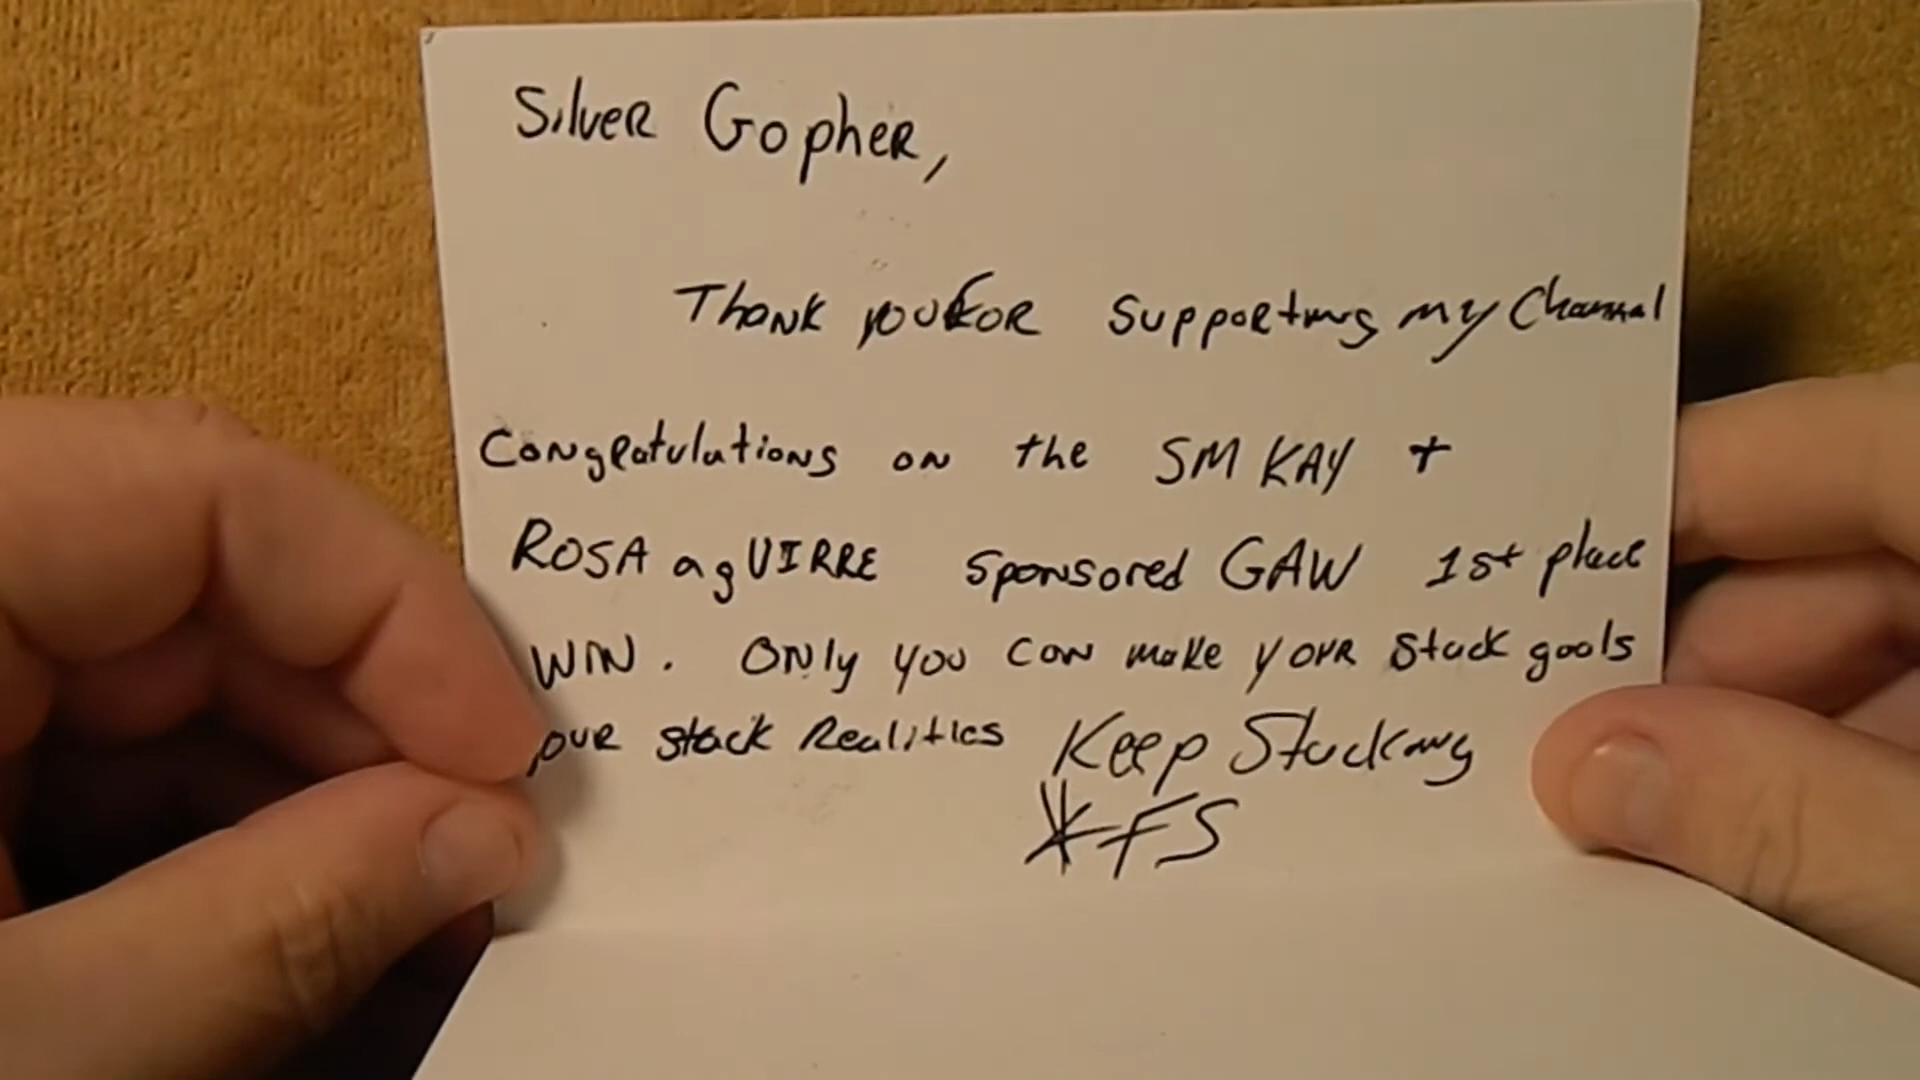 Silver Gopher,
Thank you for supporting my Channel
Congratulations on the SM KAY +
ROSA agUIRRE sponsored GAW 1st place
WIN. Only you can make your stack goals
your stack Realities Keep Stacking
FS